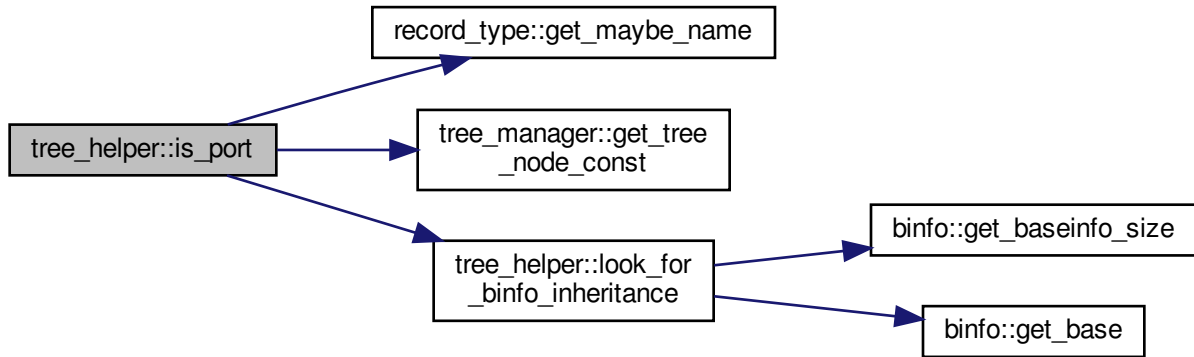 record_type::get_maybe_name
tree_helper::is_port
tree_manager::get_tree
_node_const
tree_helper::look_for
_binfo_inheritance
binfo::get_baseinfo_size
binfo::get_base